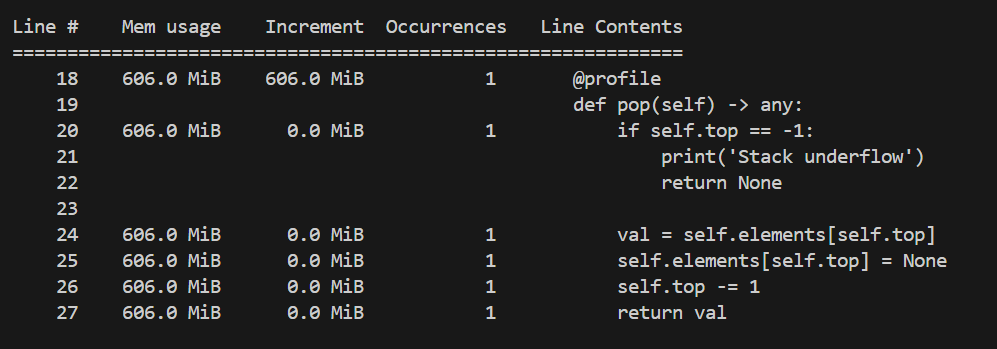 Line #    Mem usage    Increment  Occurrences   Line Contents
=============================================================
    18    606.0 MiB    606.0 MiB           1       @profile
    19                                             def pop(self) -> any:
    20    606.0 MiB      0.0 MiB           1           if self.top == -1:
    21                                                     print('Stack underflow')
    22                                                     return None
    23
    24    606.0 MiB      0.0 MiB           1           val = self.elements[self.top]
    25    606.0 MiB      0.0 MiB           1           self.elements[self.top] = None
    26    606.0 MiB      0.0 MiB           1           self.top -= 1
    27    606.0 MiB      0.0 MiB           1           return val